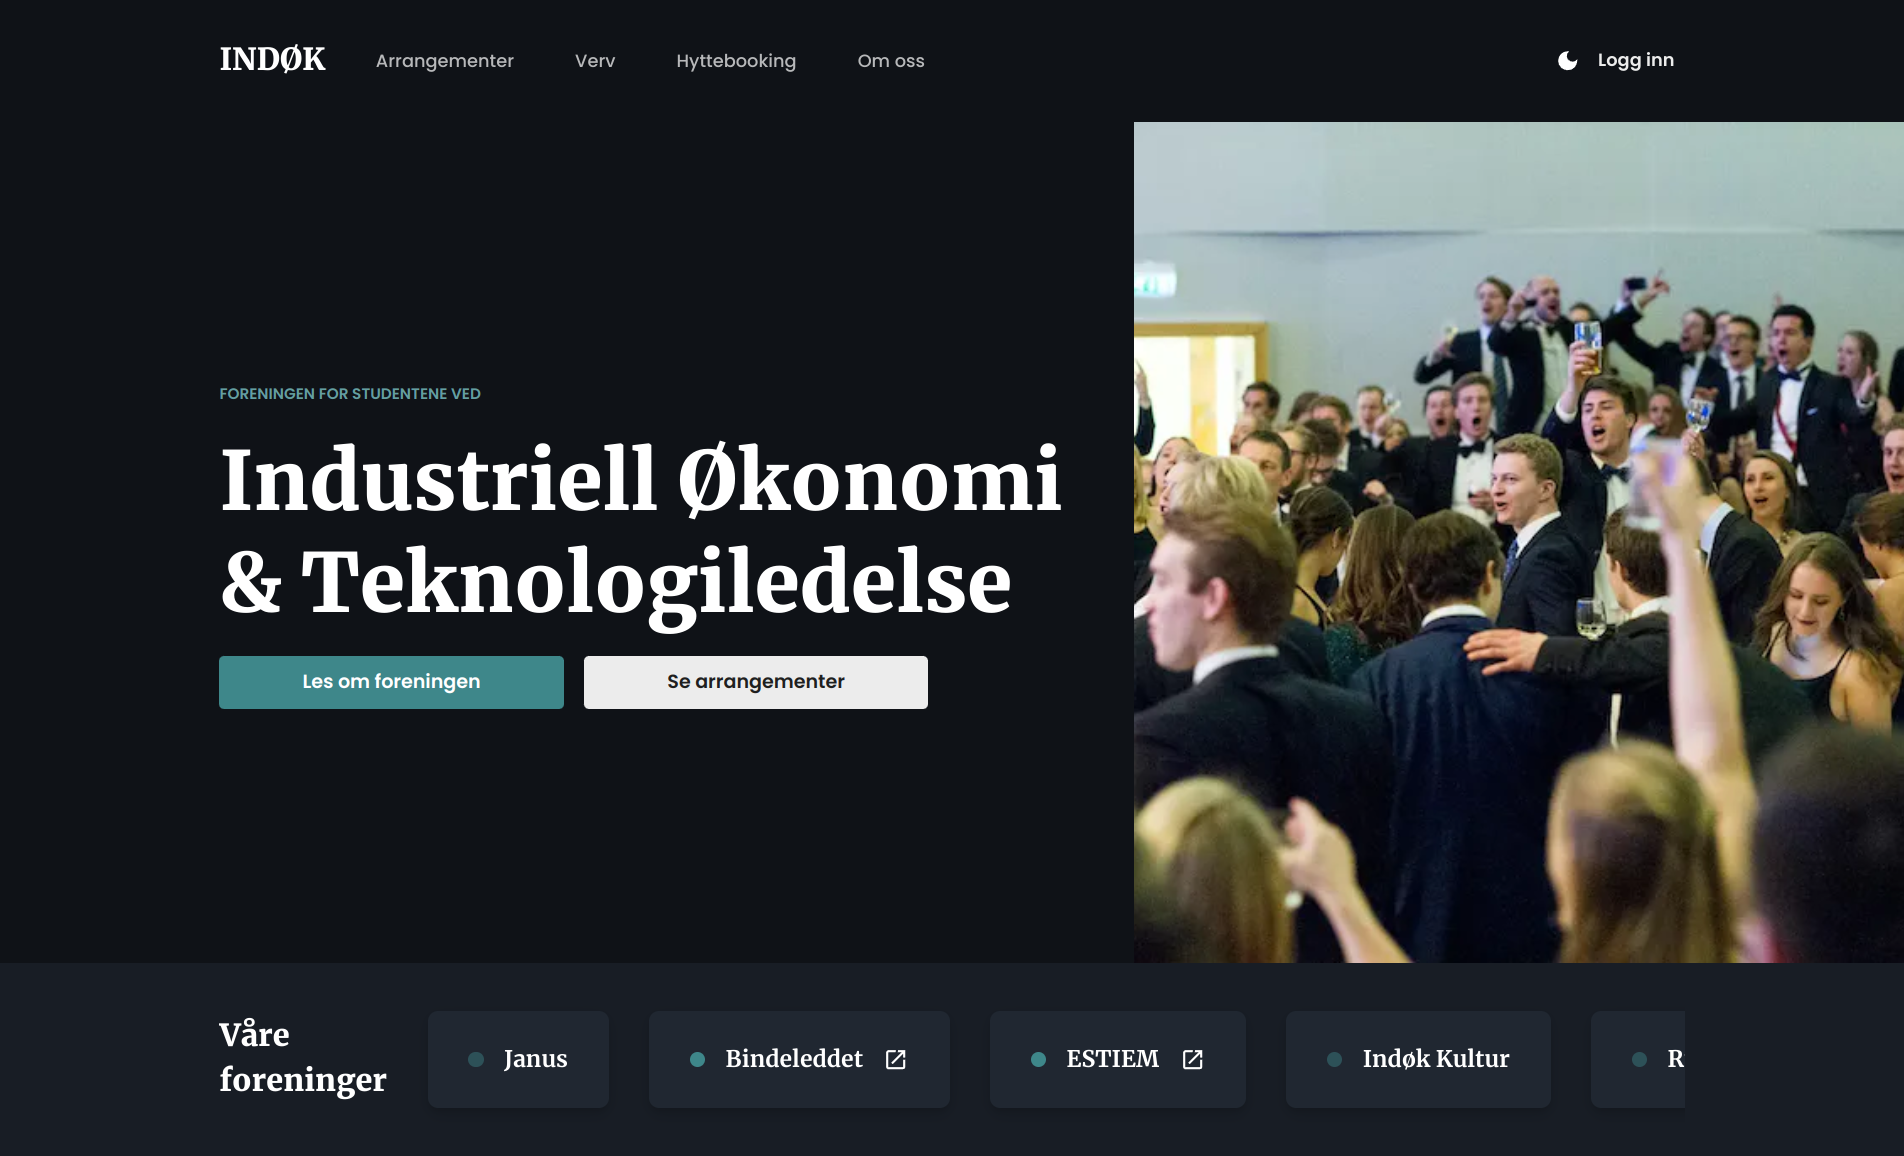 INDØK
Arrangementer
Verv
Hyttebooking
Om oss
Logg inn
FORENINGEN FOR STUDENTENE VED
Industriell Økonomi
& Teknologiledelse
Les om foreningen
Se arrangementer
Våre
foreninger
Janus
Bindeleddet
ESTIEM
Indøk Kultur
R